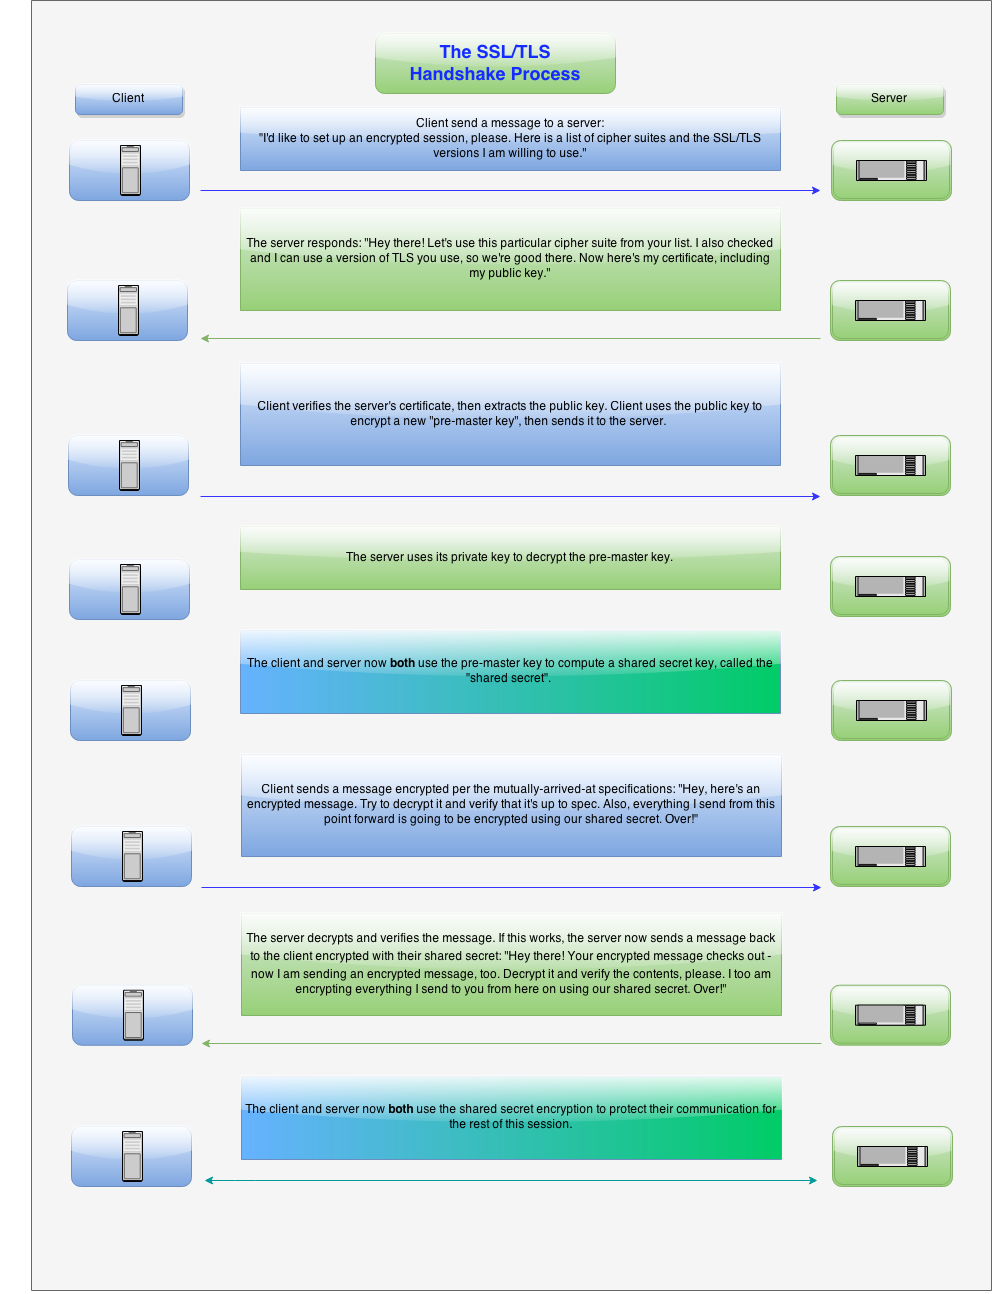 The SSL/TLS
Handshake Process
Client
Server
Client send a message to a server:
"I'd like to set up an encrypted session, please. Here is a list of cipher suites and the SSL/TLS
versions I am willing to use."
The server responds: "Hey there! Let's use this particular cipher suite from your list. I also checked
and I can use a version of TLS you use, so we're good there. Now here's my certificate, including
my public key."
Client verifies the server's certificate, then extracts the public key. Client uses the public key to
encrypt a new "pre-master key", then sends it to the server.
The server uses its private key to decrypt the pre-master key.
The client and server now both use the pre-master key to compute a shared secret key, called the
"shared secret".
Client sends a message encrypted per the mutually-arrived-at specifications: "Hey, here's an
encrypted message. Try to decrypt it and verify that it's up to spec. Also, everything I send from this
point forward is going to be encrypted using our shared secret. Over!"
The server decrypts and verifies the message. If this works, the server now sends a message back
to the client encrypted with their shared secret: "Hey there! Your encrypted message checks out -
now I am sending an encrypted message, too. Decrypt it and verify the contents, please. I too am
encrypting everything I send to you from here on using our shared secret. Over!"
The client and server now both use the shared secret encryption to protect their communication for
the rest of this session.